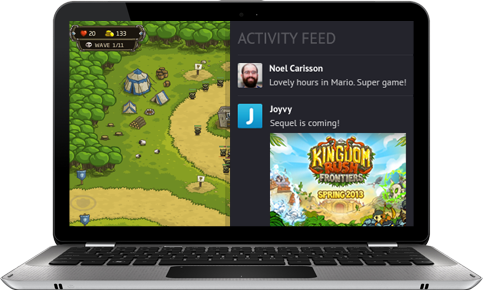 20 133
WAVE 1/11
ACTIVITY FEED
Noel Carisson
Lovely hours in Mario. Super game!
J
Joyvy
Sequel is coming!
KINGDOM
RUSH
FRONTIERS
SPRING 2013